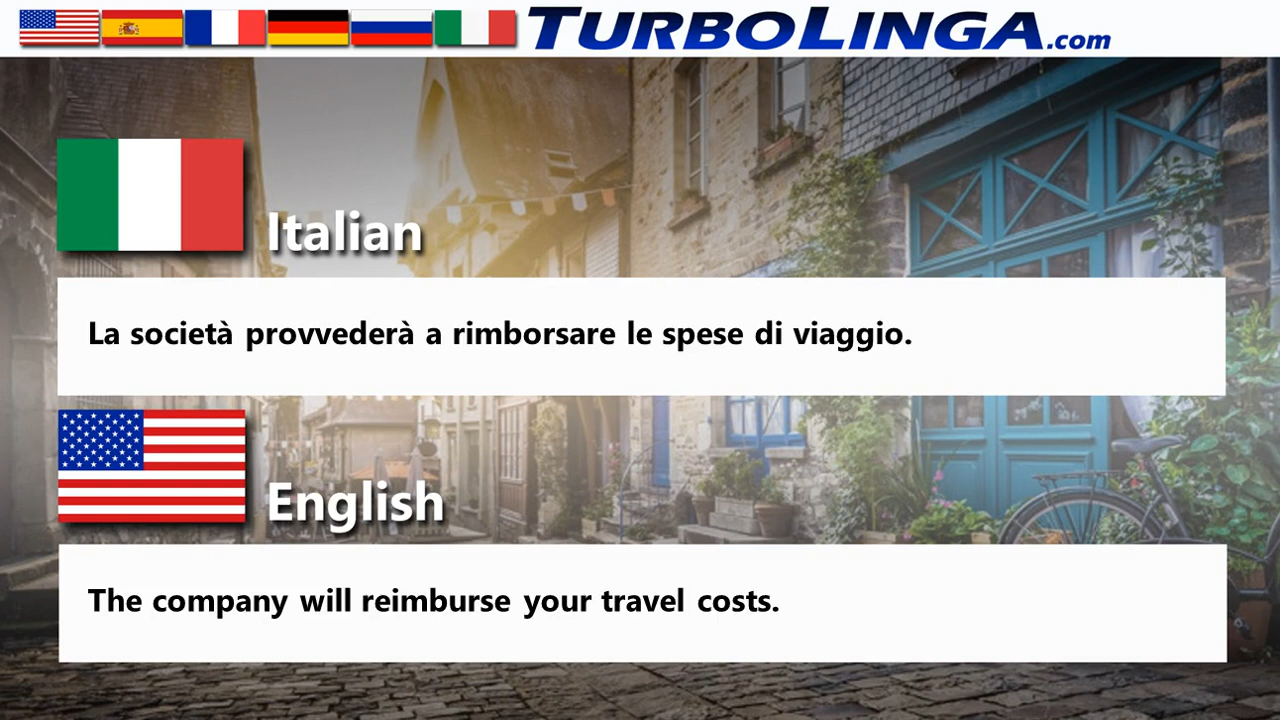 TURBOLINGA.com
Italian
La società provvederà a rimborsare le spese di viaggio.
English
The company will reimburse your travel costs.